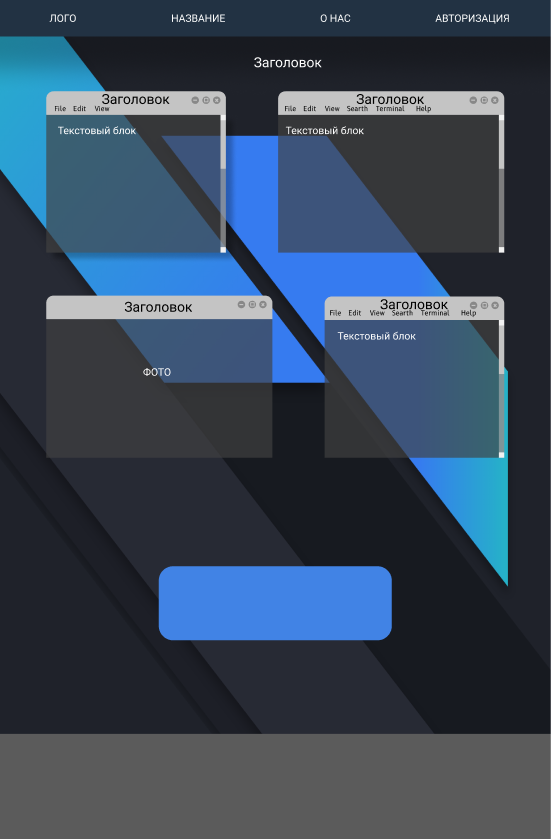 ЛОГО НАЗВАНИЕ О НАС АВТОРИЗАЦИЯ
Заголовок
Заголовок
File Edit View
Текстовый блок
Заголовок
File Edit View Searth Terminal Help
Текстовый блок
Заголовок
ФОТО
Заголовок
File Edit View Searth Terminal Help
Текстовый блок